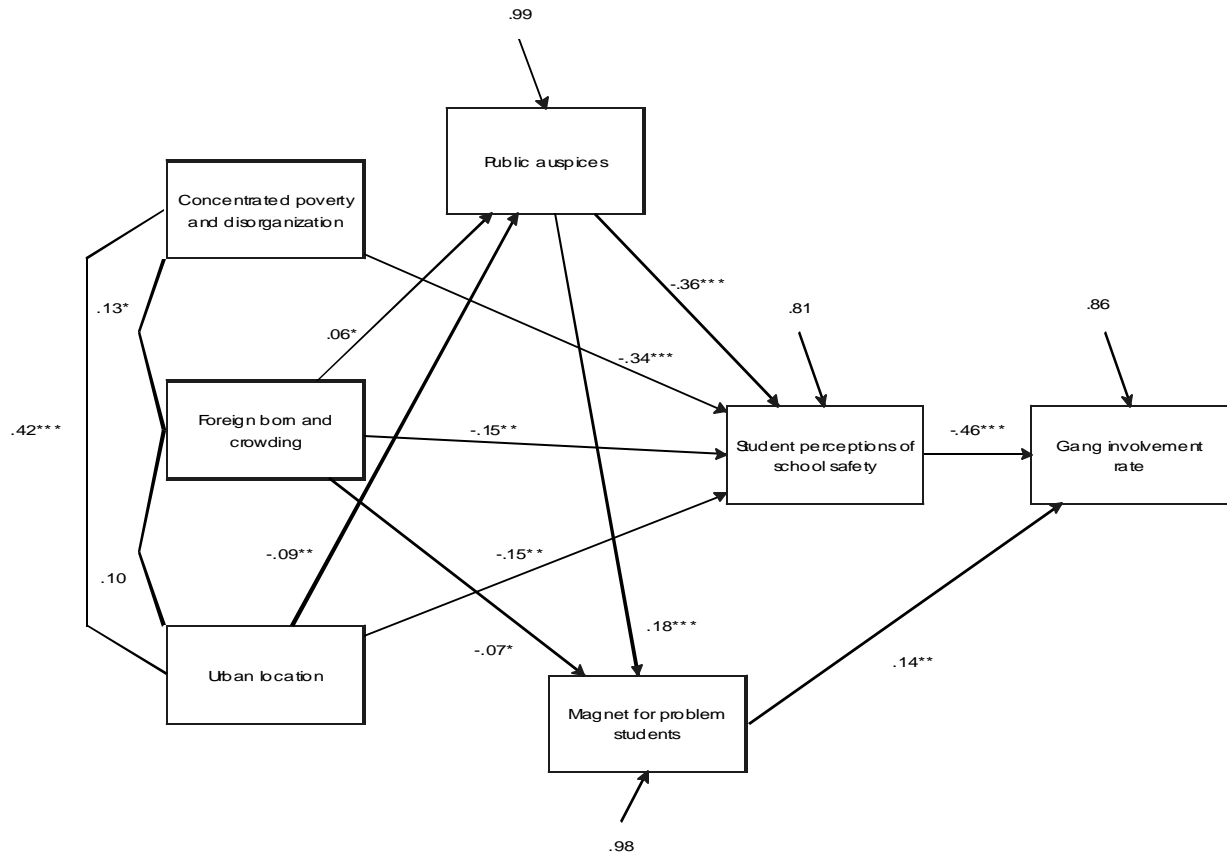 .99
Public auspices
Concentrated poverty
and disorganization
-.36***
.13*
.81
.86
.06*
-.34***
Foreign born and
crowding
.42***
-.15**
Student perceptions of
school safety
-.46***
Gang involvement
rate
-.09**
-.15**
.10
.18***
-.07*
.14**
Urban location
Magnet for problem
students
.98